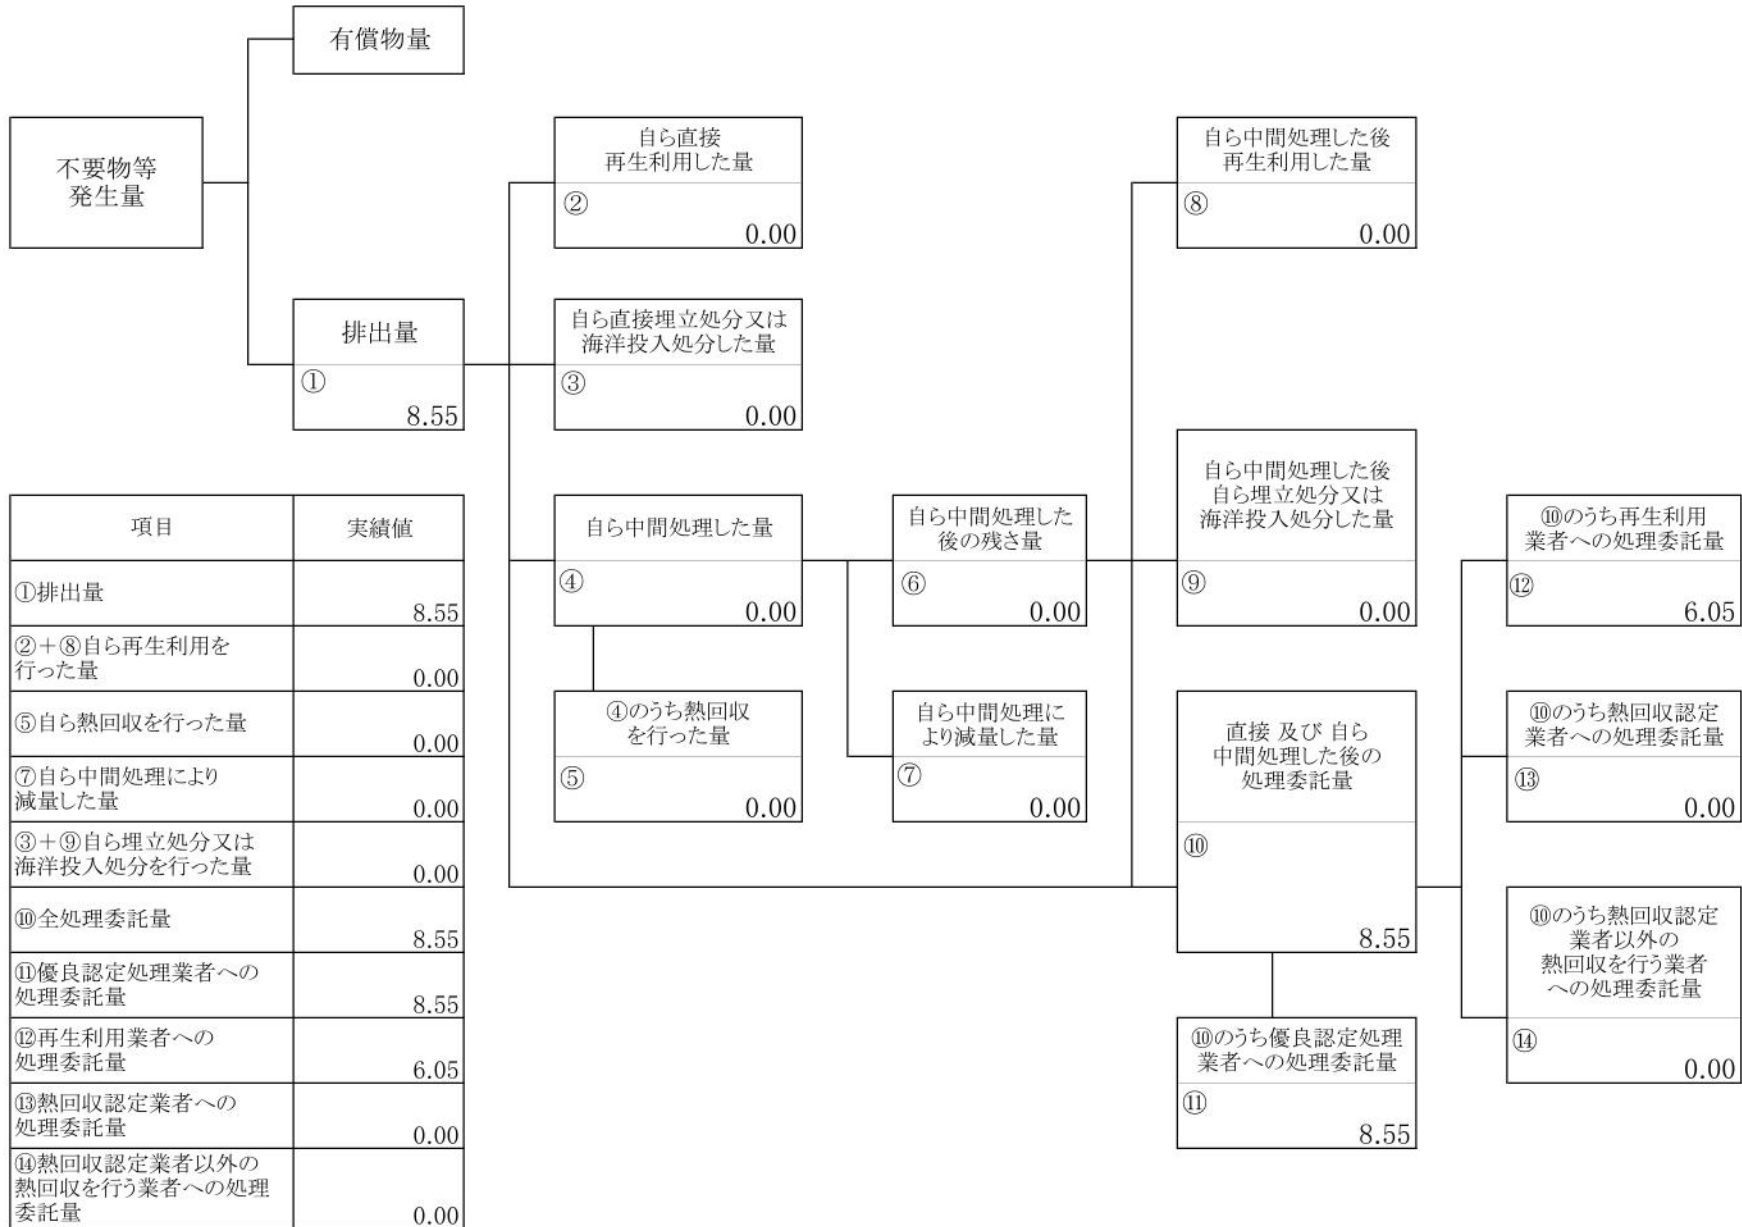 有償物量
不要物等
発生量
排出量
①
8.55
自ら直接
再生利用した量
②
0.00
自ら直接埋立処分又は
海洋投入処分した量
③
0.00
自ら中間処理した量
④
0.00
④のうち熱回収
を行った量
⑤
0.00
自ら中間処理した
後の残さ量
⑥
0.00
自ら中間処理に
より減量した量
⑦
0.00
自ら中間処理した後
再生利用した量
⑧
0.00
自ら中間処理した後
自ら埋立処分又は
海洋投入処分した量
⑨
0.00
直接 及び 自ら
中間処理した後の
処理委託量
⑩
8.55
⑩のうち優良認定処理
業者への処理委託量
⑪
8.55
⑩のうち再生利用
業者への処理委託量
⑫
6.05
⑩のうち熱回収認定
業者への処理委託量
⑬
0.00
⑩のうち熱回収認定
業者以外の
熱回収を行う業者
への処理委託量
⑭
0.00
項目 実績値
①排出量
8.55
②+⑧自ら再生利用を
行った量
0.00
⑤自ら熱回収を行った量
0.00
⑦自ら中間処理により
減量した量
0.00
③+⑨自ら埋立処分又は
海洋投入処分を行った量
0.00
⑩全処理委託量
8.55
⑪優良認定処理業者への
処理委託量
8.55
⑫再生利用業者への
処理委託量
6.05
⑬熱回収認定業者への
処理委託量
0.00
⑭熱回収認定業者以外の
熱回収を行う業者への処理
委託量
0.00